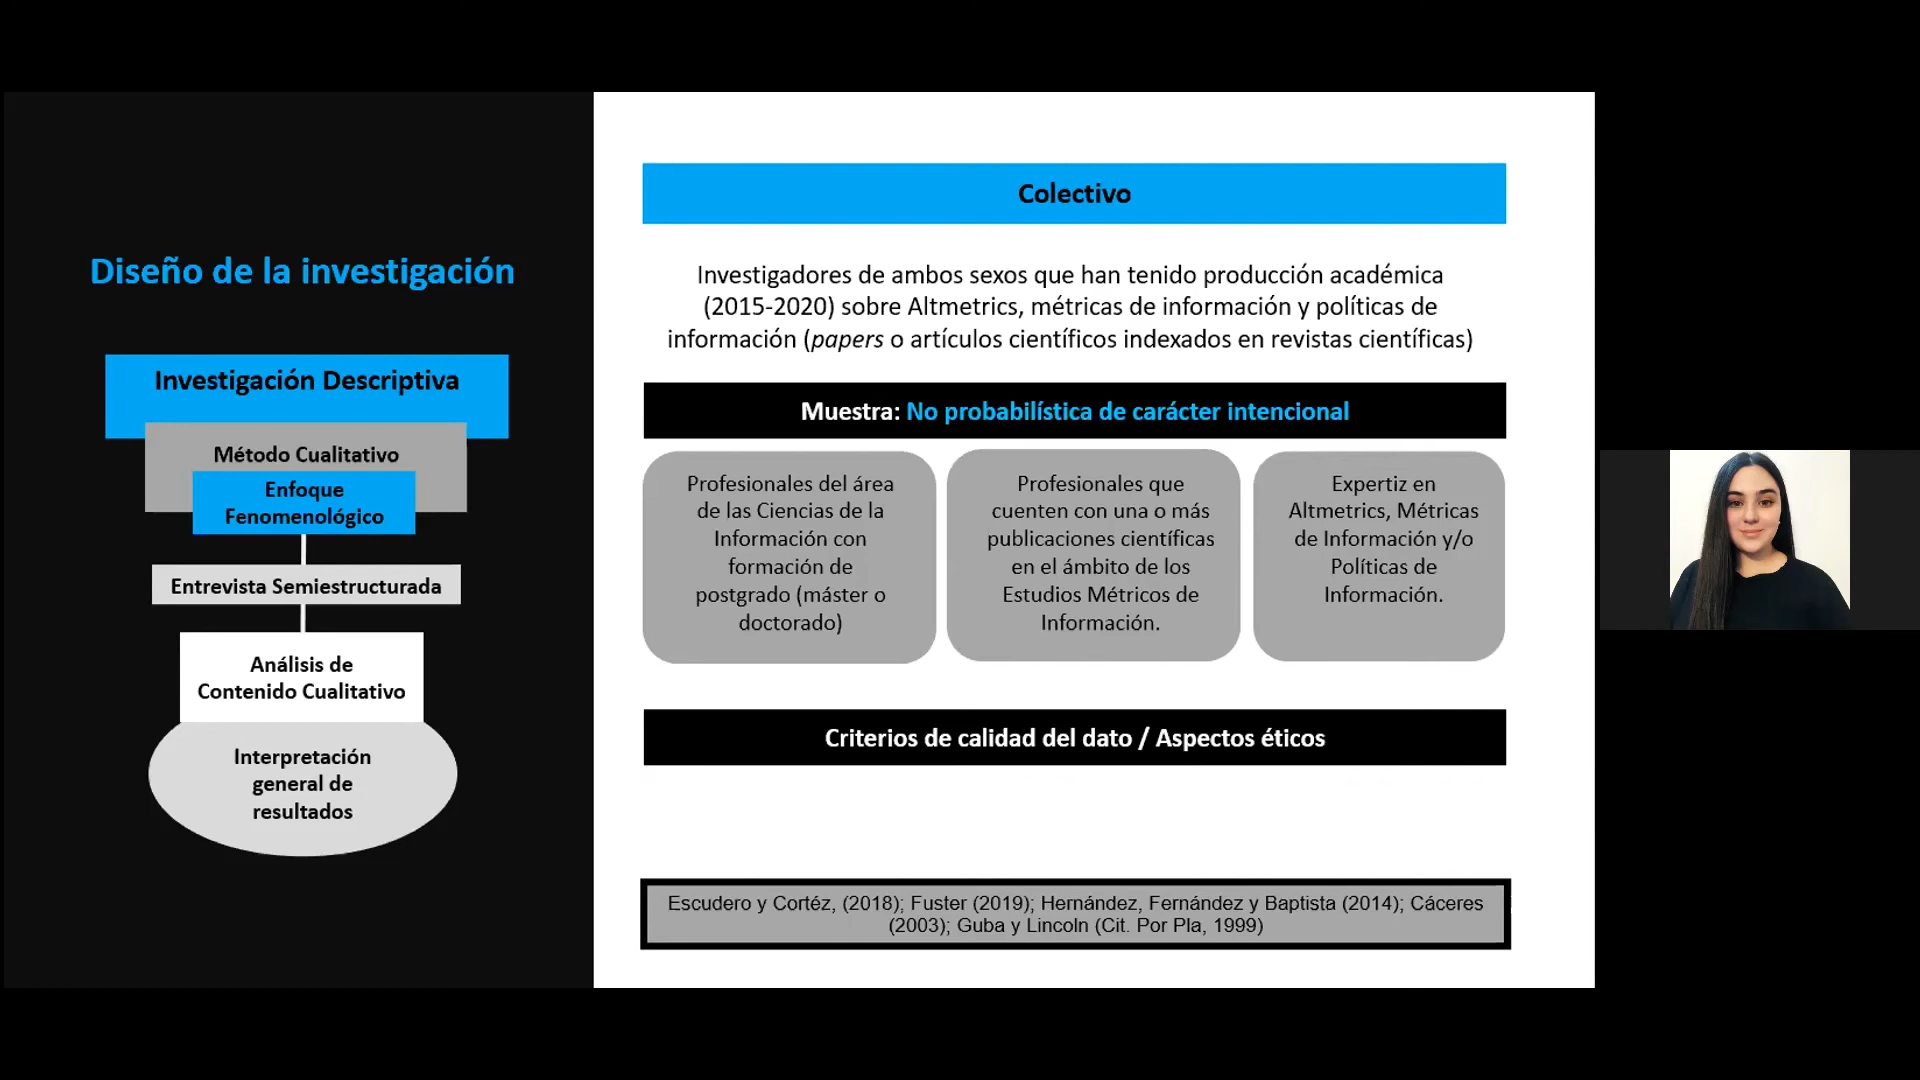 Diseño de la investigación
Investigación Descriptiva
Método Cualitativo
Enfoque
Fenomenológico
Entrevista Semiestructurada
Análisis de
Contenido Cualitativo
Interpretación
general de
resultados
Colectivo
Investigadores de ambos sexos que han tenido producción académica
(2015-2020) sobre Altmetrics, métricas de información y políticas de
información (papers o artículos científicos indexados en revistas científicas)
Muestra: No probabilística de carácter intencional
Profesionales del área
de las Ciencias de la
Información con
formación de
postgrado (máster o
doctorado)
Profesionales que
cuenten con una o más
publicaciones científicas
en el ámbito de los
Estudios Métricos de
Información.
Expertiz en
Altmetrics, Métricas
de Información y/o
Políticas de
Información.
Criterios de calidad del dato / Aspectos éticos
Escudero y Cortéz, (2018); Fuster (2019); Hernández, Fernández y Baptista (2014); Cáceres
(2003); Guba y Lincoln (Cit. Por Pla, 1999)